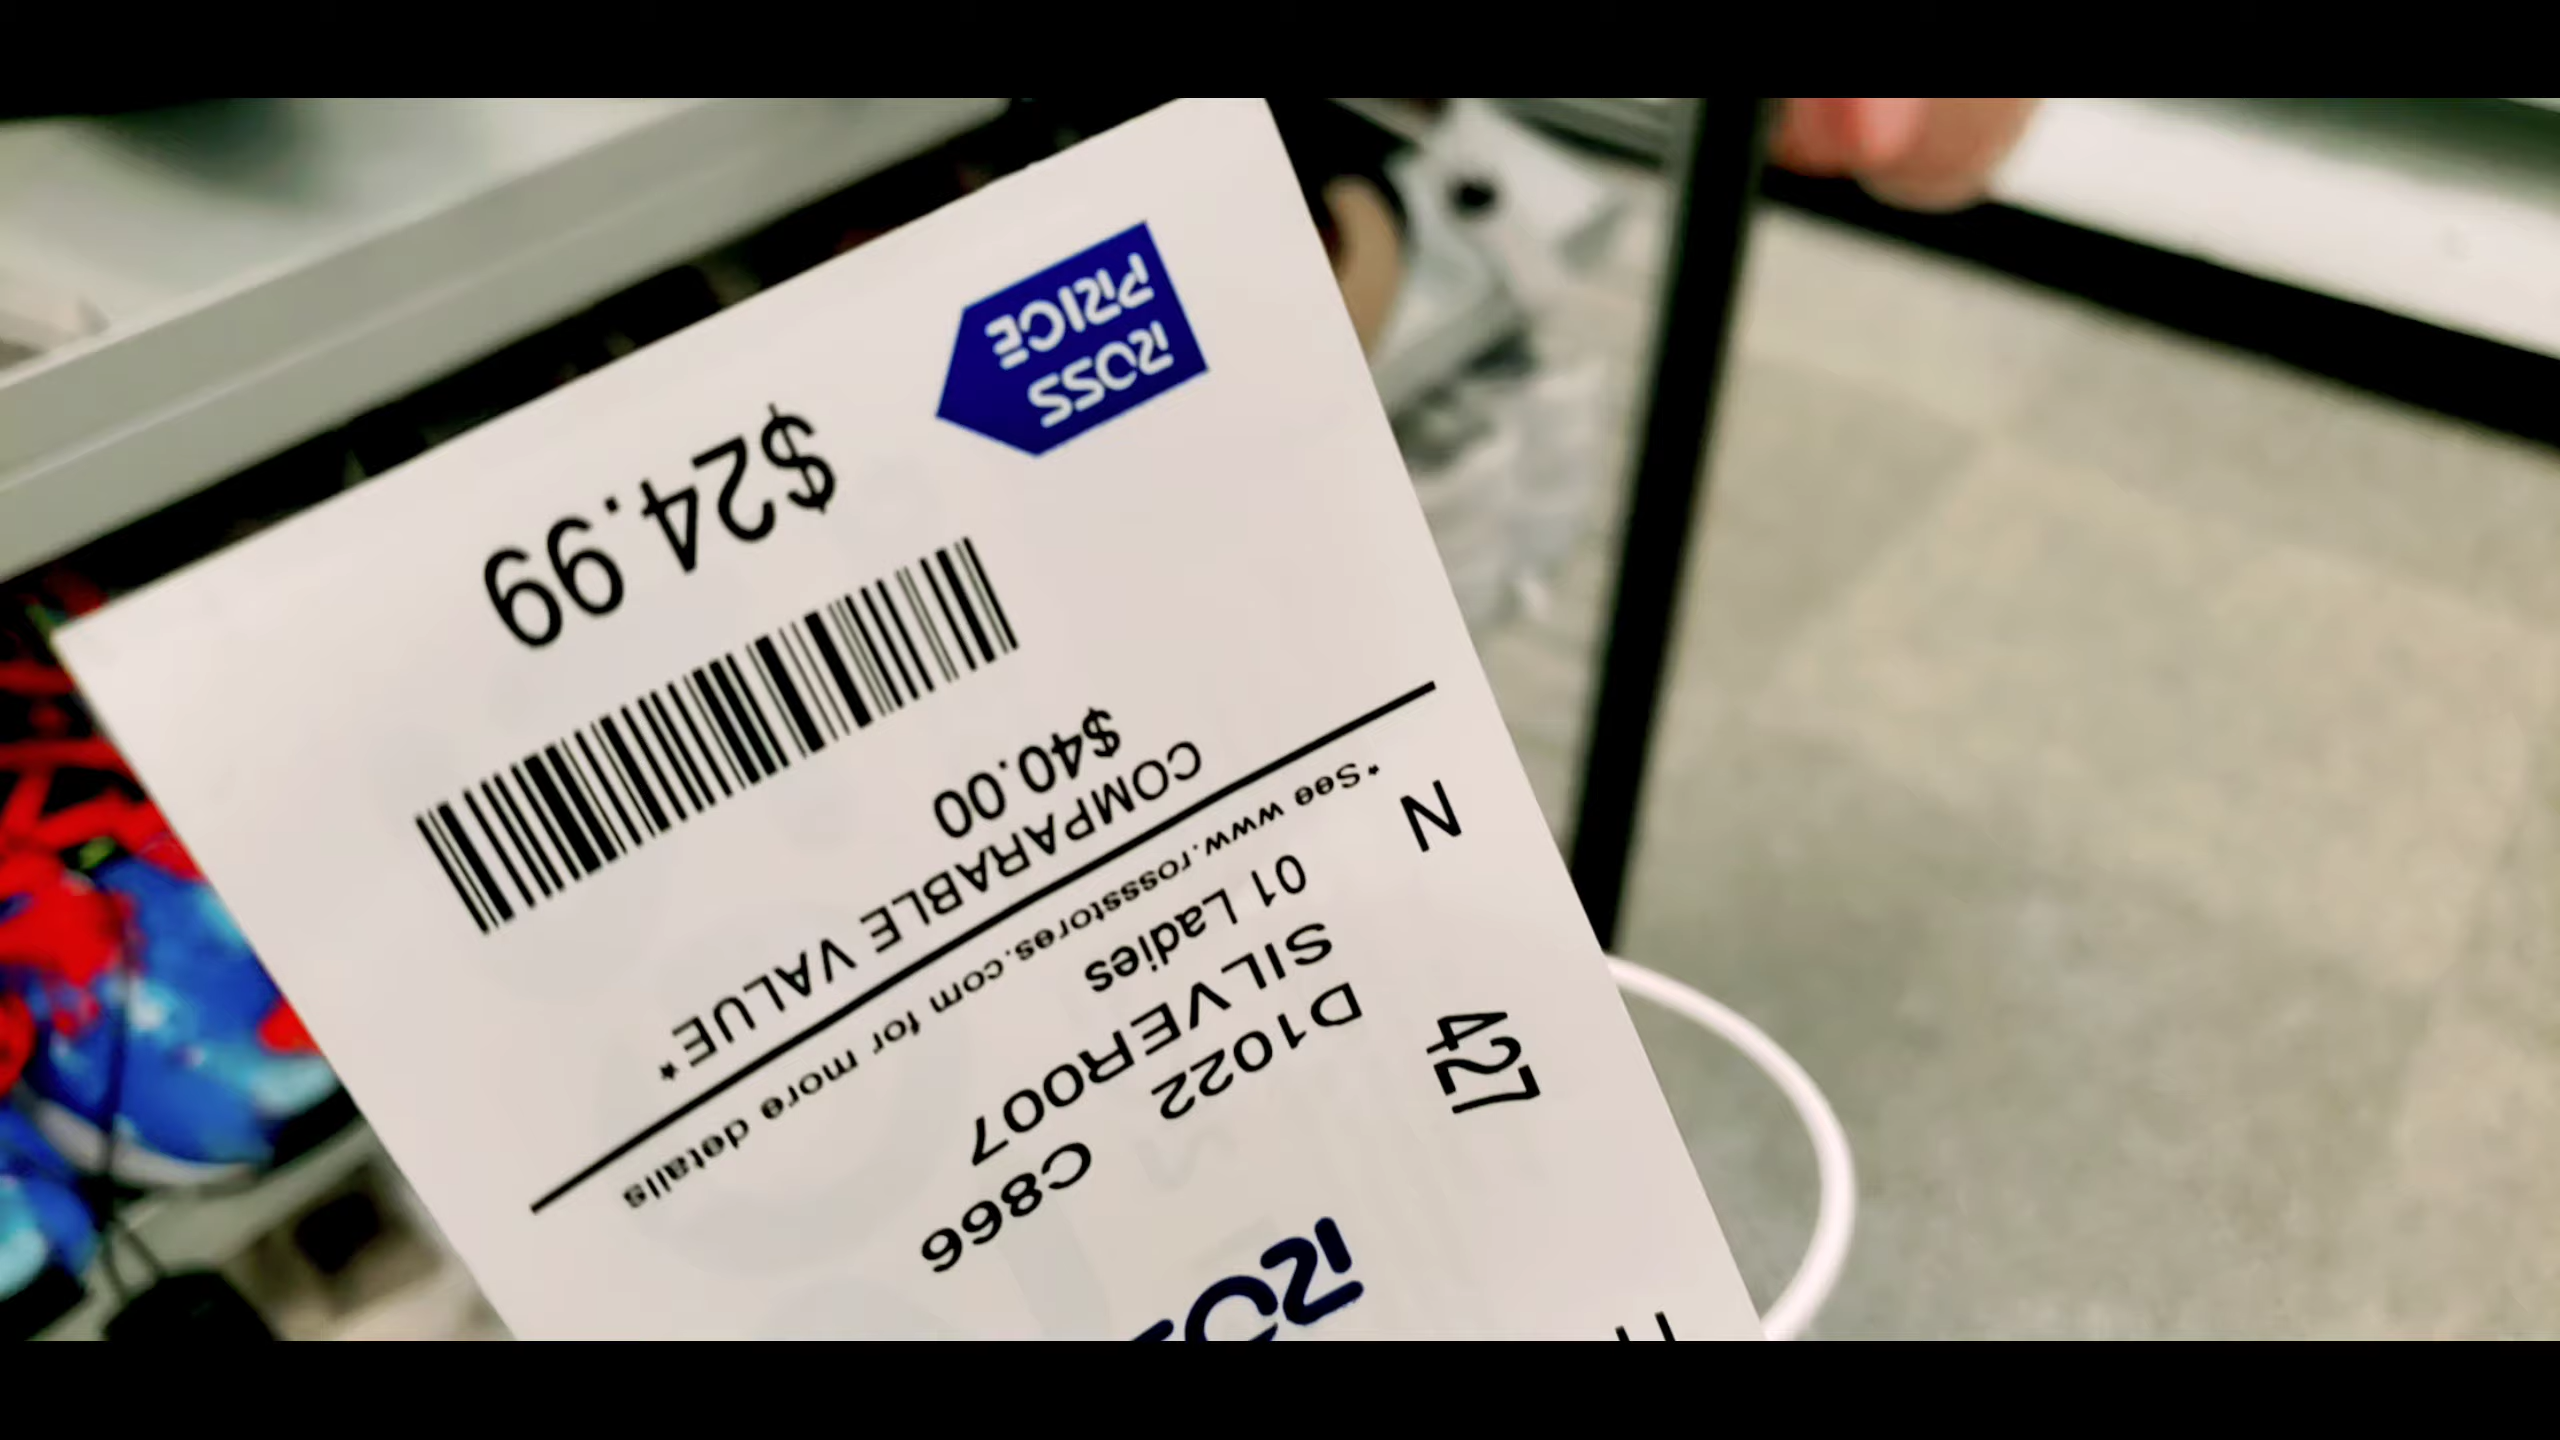 ROSS
D1022 C866
SILVER007
01 Ladies
427
N
*See www.rossstores.com for more details
COMPARABLE VALUE*
$40.00
$24.99
ROSS
PRICE